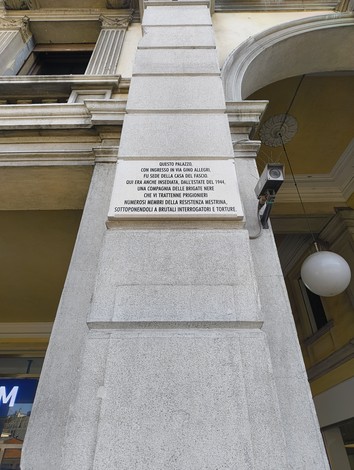 QUESTO PALAZZO,
CON INGRESSO IN VIA GINO ALLEGRI,
FU SEDE DELLA CASA DEL FASCIO.
QUI ERA ANCHE INSEDIATA, DALL'ESTATE DEL 1944,
UNA COMPAGNIA DELLE BRIGATE NERE
CHE VI TRATTENNE PRIGIONIERI
NUMEROSI MEMBRI DELLA RESISTENZA MESTRINA,
SOTTOPONENDOLI A BRUTALI INTERROGATORI E TORTURE.
M